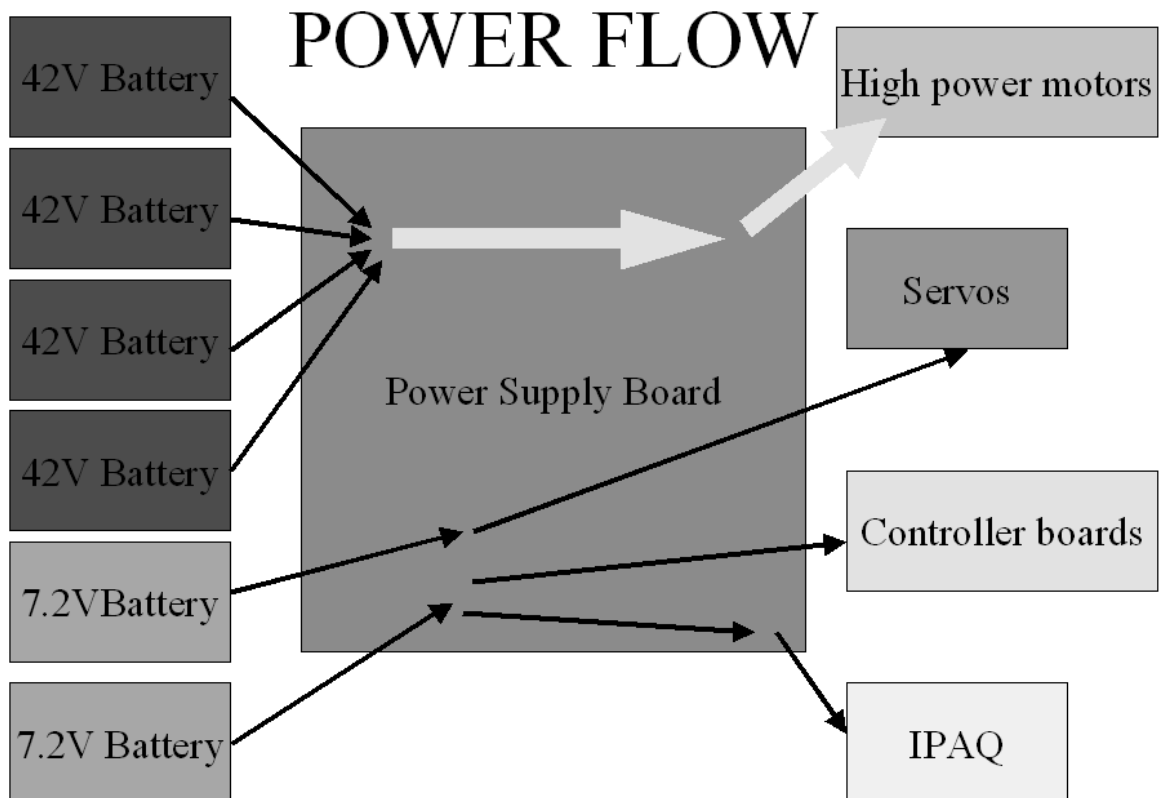 POWER FLOW
42V Battery
42V Battery
42V Battery
42V Battery
7.2VBattery
7.2V Battery
Power Supply Board
High power motors
Servos
Controller boards
IPAQ